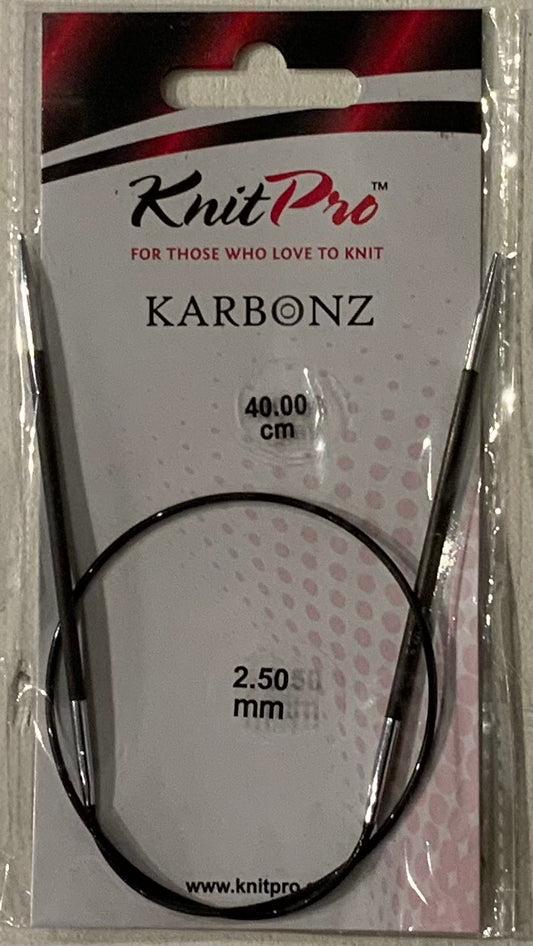 KnitPro™
FOR THOSE WHO LOVE TO KNIT
KARBONZ
40.00
cm
2.50
mm
www.knitpro